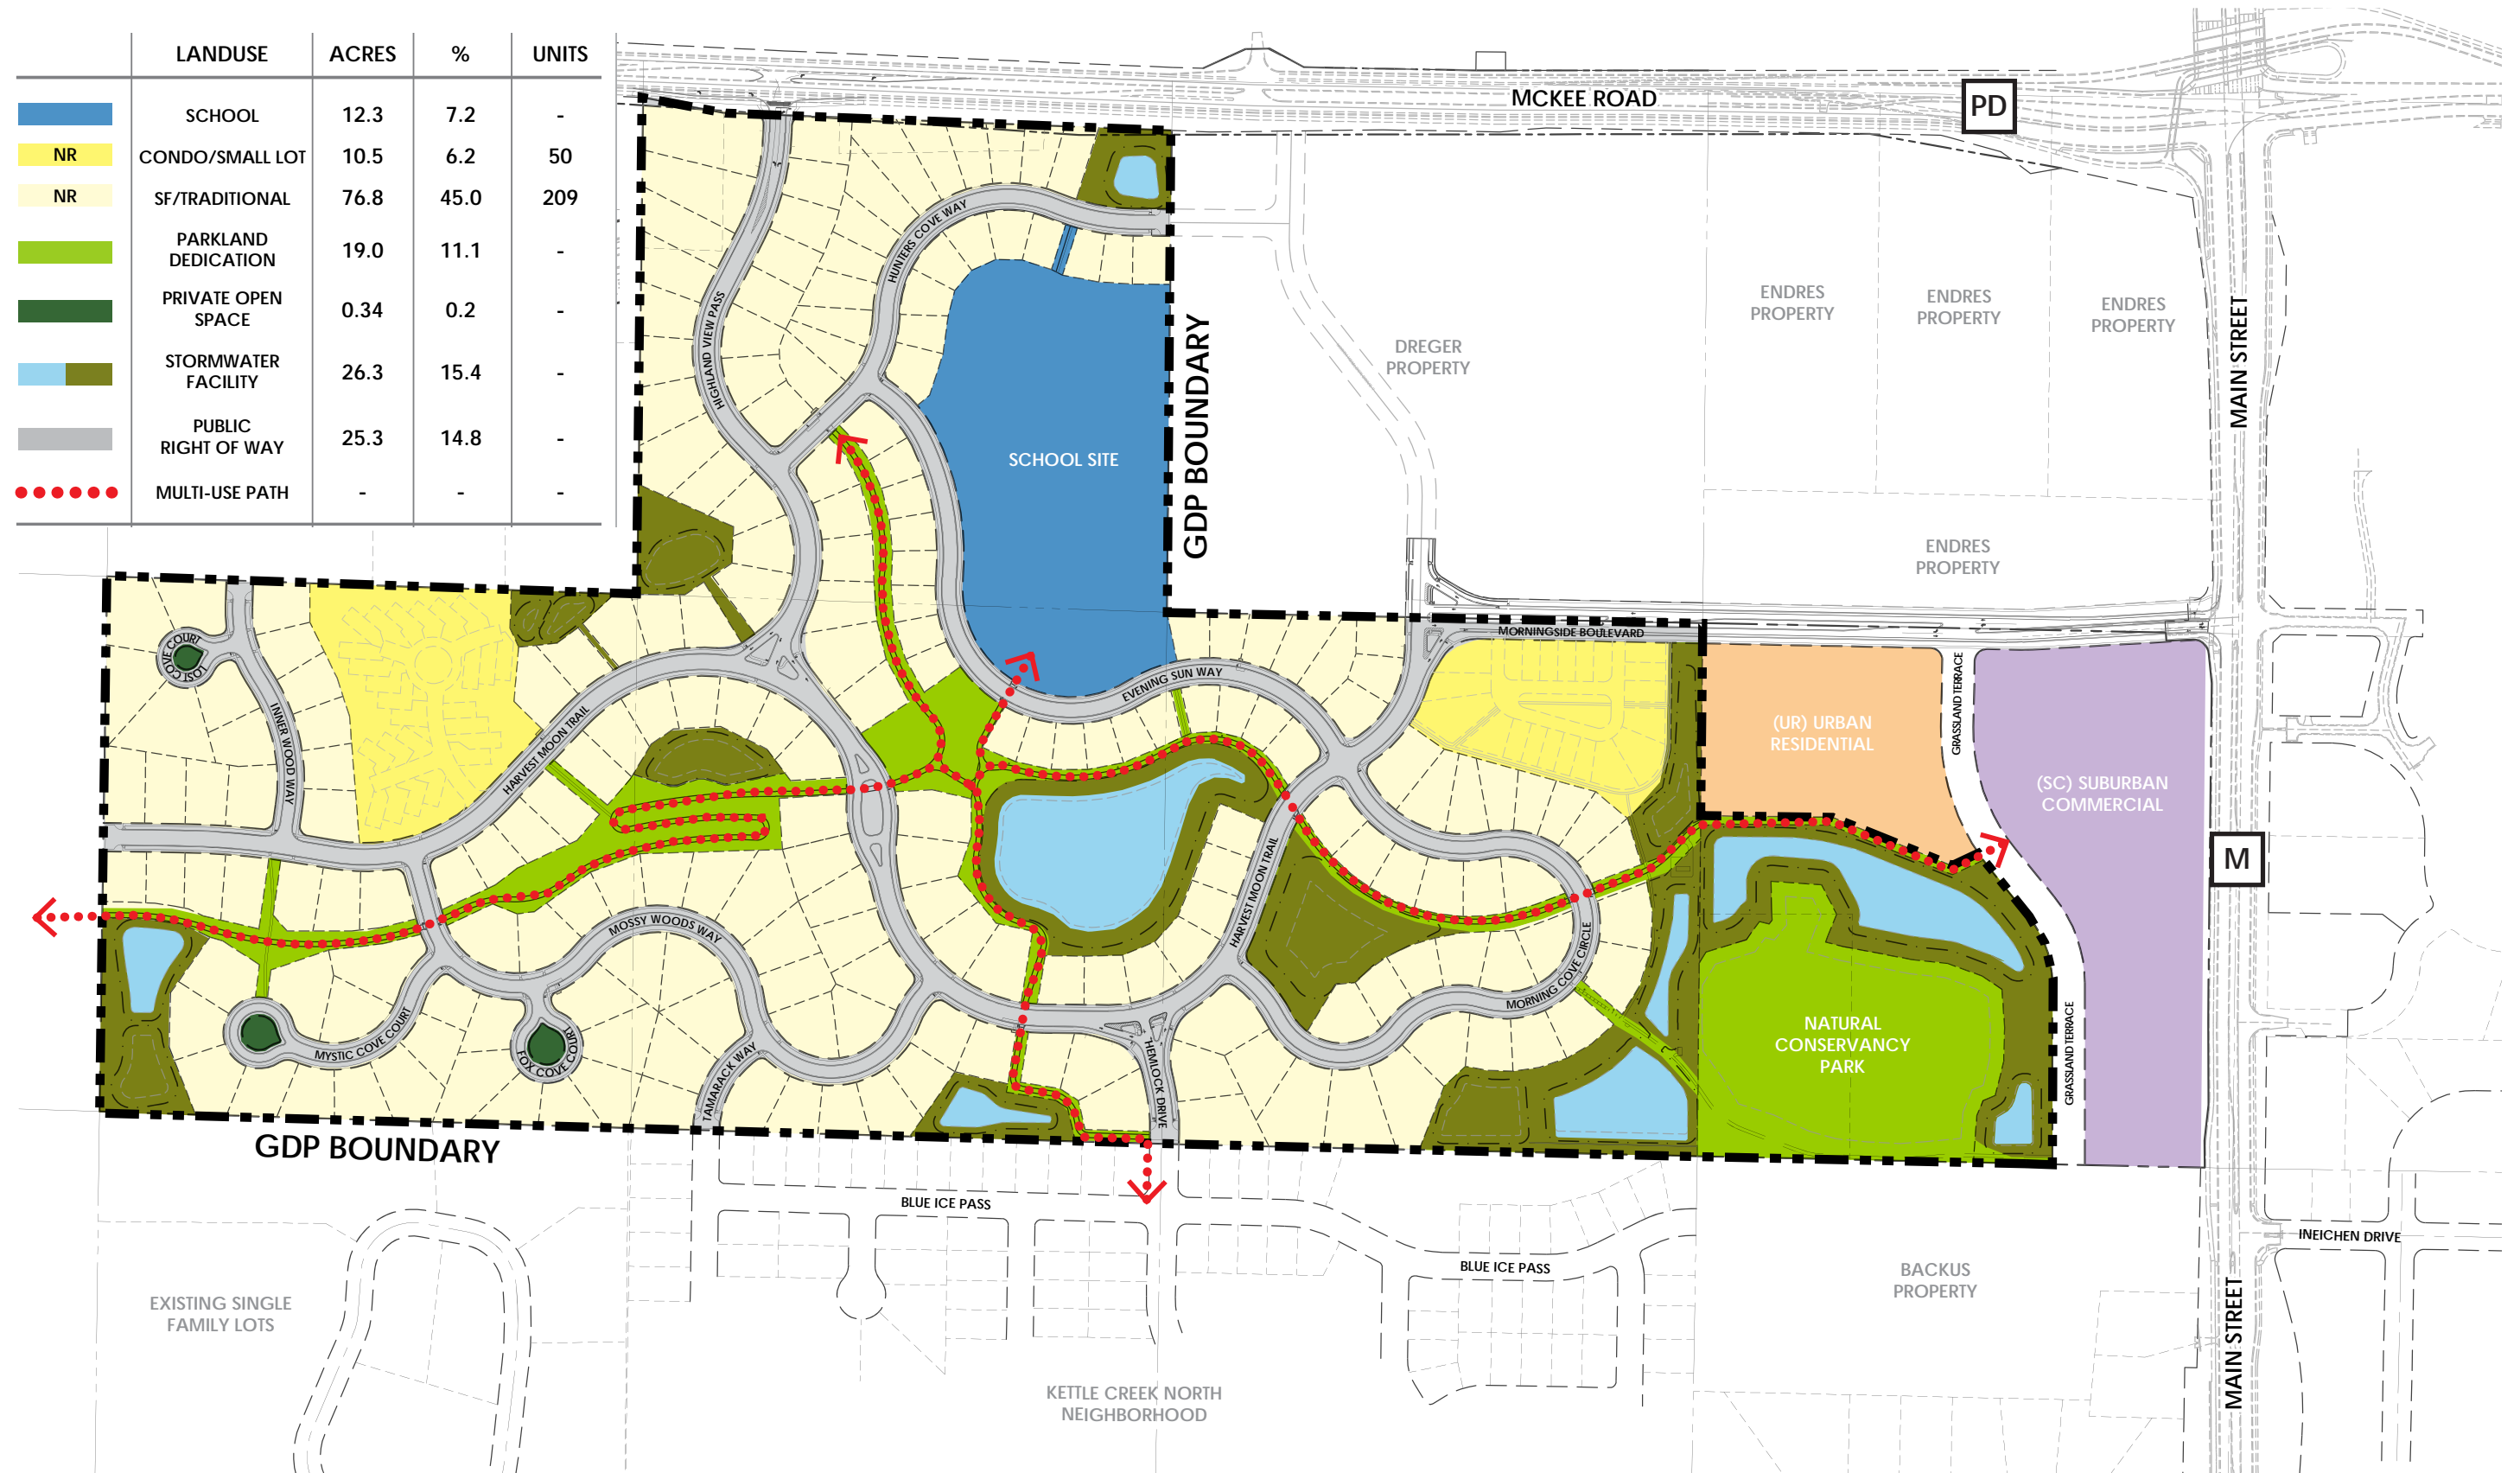 LANDUSE ACRES % UNITS
SCHOOL 12.3 7.2 -
NR CONDO/SMALL LOT 10.5 6.2 50
NR SF/TRADITIONAL 76.8 45.0 209
PARKLAND
DEDICATION 19.0 11.1 -
PRIVATE OPEN
SPACE 0.34 0.2 -
STORMWATER
FACILITY 26.3 15.4 -
PUBLIC
RIGHT OF WAY 25.3 14.8 -
MULTI-USE PATH - - -
MCKEE ROAD
PD
HUNTERS COVE WAY
HIGHLAND VIEW PASS
GDP BOUNDARY
ENDRES
PROPERTY
ENDRES
PROPERTY
ENDRES
PROPERTY
MAIN STREET
DREGER
PROPERTY
SCHOOL SITE
ENDRES
PROPERTY
MORNINGSIDE BOULEVARD
LOST COVE COURT
INNER WOOD WAY
HARVEST MOON TRAIL
EVENING SUN WAY
GRASSLAND TERRACE
(UR) URBAN
RESIDENTIAL
(SC) SUBURBAN
COMMERCIAL
M
HARVEST MOON TRAIL
MOSSY WOODS WAY
MORNING COVE CIRCLE
MYSTIC COVE COURT
FOX COVE COURT
TAMARACK WAY
HEMLOCK DRIVE
NATURAL
CONSERVANCY
PARK
GRASSLAND TERRACE
GDP BOUNDARY
BLUE ICE PASS
BLUE ICE PASS
INEICHEN DRIVE
EXISTING SINGLE
FAMILY LOTS
BACKUS
PROPERTY
MAIN STREET
KETTLE CREEK NORTH
NEIGHBORHOOD